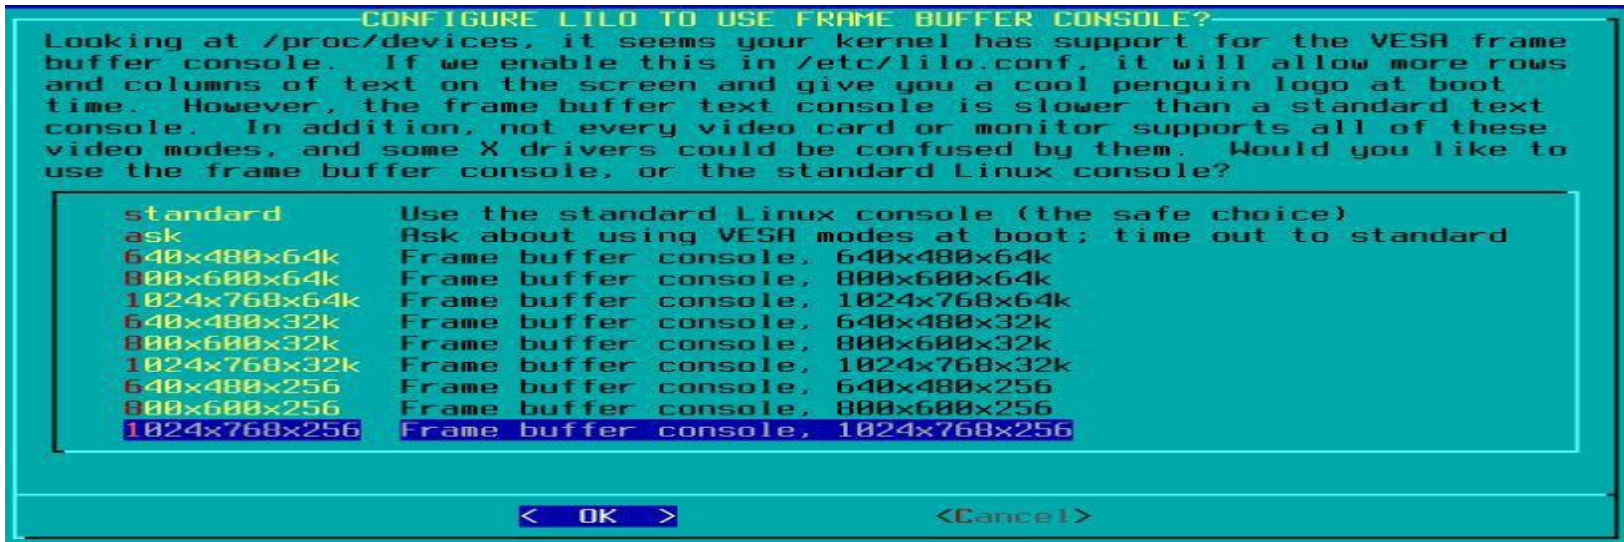 CONFIGURE LILO TO USE FRAME BUFFER CONSOLE?
Looking at /proc/devices, it seems your kernel has support for the VESA frame
buffer console.  If we enable this in /etc/lilo.conf, it will allow more rows
and columns of text on the screen and give you a cool penguin logo at boot
time.  However, the frame buffer text console is slower than a standard text
console.  In addition, not every video card or monitor supports all of these
video modes, and some X drivers could be confused by them.  Would you like to
use the frame buffer console, or the standard Linux console?
standard  Use the standard Linux console (the safe choice)
ask  Ask about using VESA modes at boot; time out to standard
640x480x64k  Frame buffer console, 640x480x64k
800x600x64k  Frame buffer console, 800x600x64k
1024x768x64k  Frame buffer console, 1024x768x64k
640x480x32k  Frame buffer console, 640x480x32k
800x600x32k  Frame buffer console, 800x600x32k
1024x768x32k  Frame buffer console, 1024x768x32k
640x480x256  Frame buffer console, 640x480x256
800x600x256  Frame buffer console, 800x600x256
1024x768x256  Frame buffer console, 1024x768x256
<  OK  >  <Cancel>